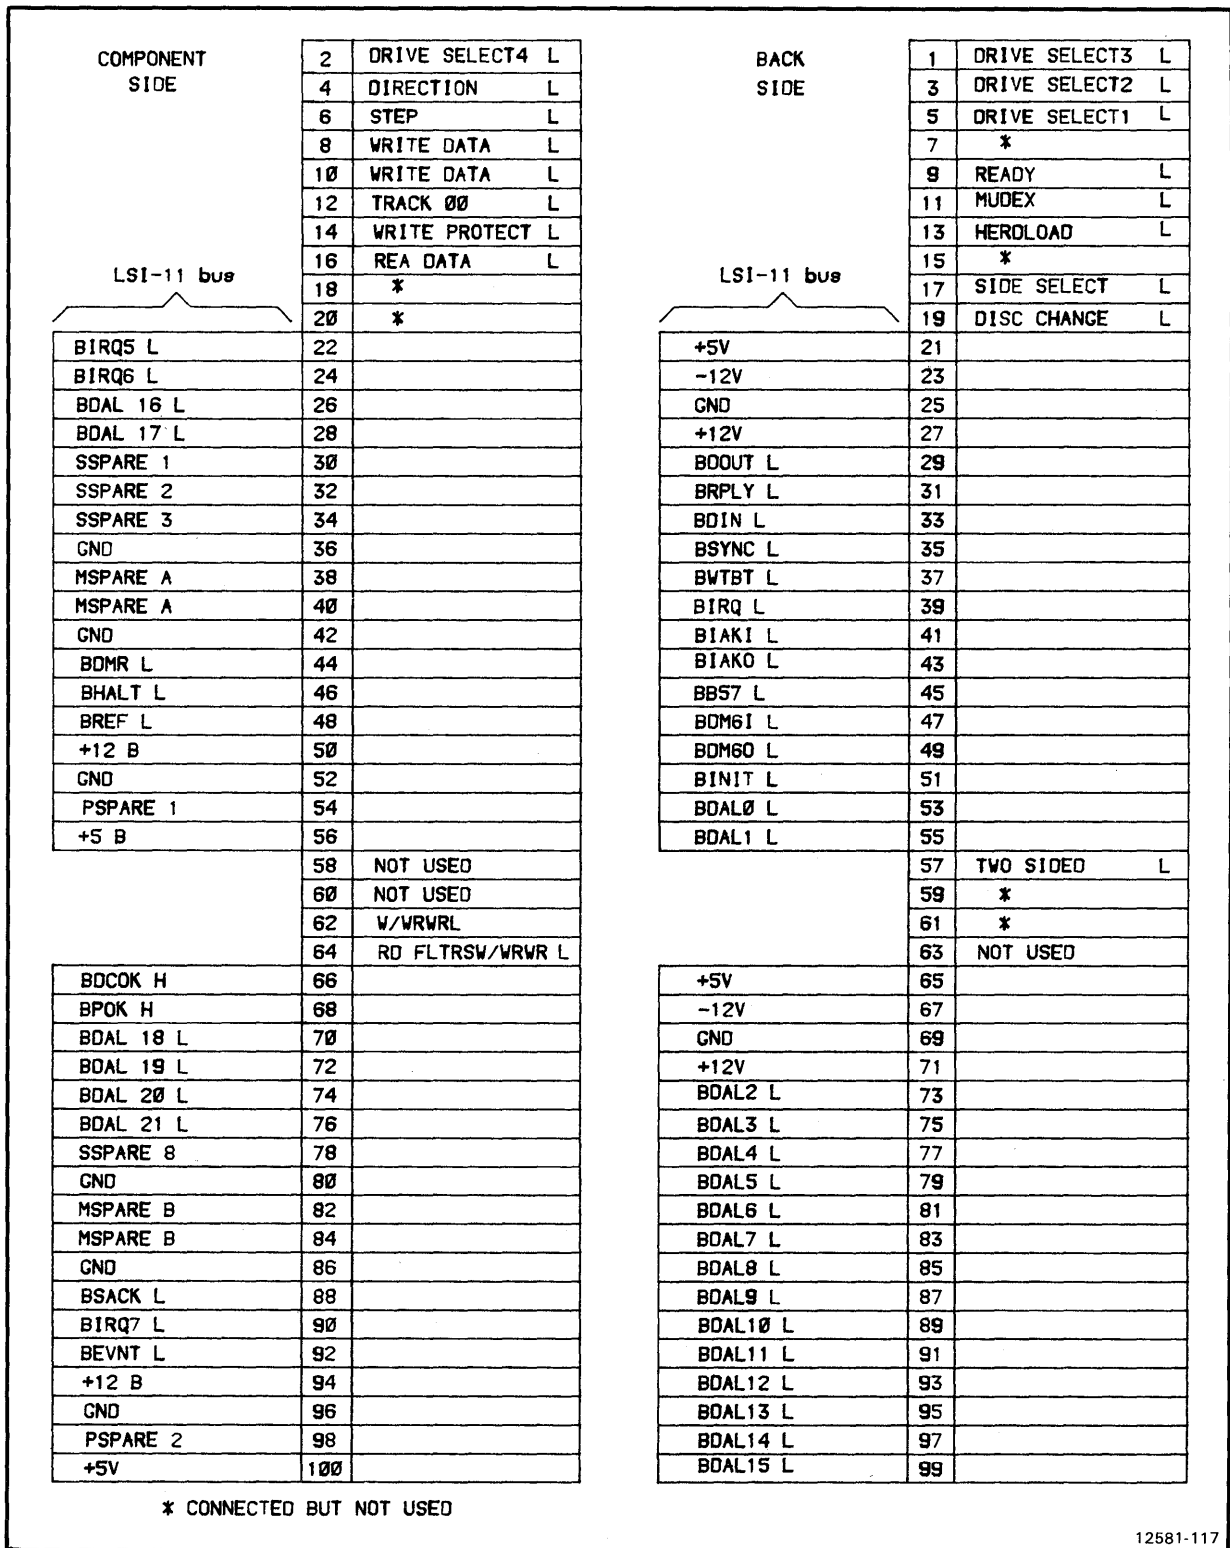 COMPONENT SIDE
2 DRIVE SELECT4 L
4 DIRECTION L
6 STEP L
8 WRITE DATA L
10 WRITE DATA L
12 TRACK 00 L
14 WRITE PROTECT L
16 REA DATA L
LSI-11 bus
18 *
20 *
BIRQ5 L 22
BIRQ6 L 24
BDAL 16 L 26
BDAL 17 L 28
SSPARE 1 30
SSPARE 2 32
SSPARE 3 34
GND 36
MSPARE A 38
MSPARE A 40
GND 42
BDMR L 44
BHALT L 46
BREF L 48
+12 B 50
GND 52
PSPARE 1 54
+5 B 56
58 NOT USED
60 NOT USED
62 W/WRWRL
64 RD FLTRSW/WRWR L
BDCOK H 66
BPOK H 68
BDAL 18 L 70
BDAL 19 L 72
BDAL 20 L 74
BDAL 21 L 76
SSPARE 8 78
GND 80
MSPARE B 82
MSPARE B 84
GND 86
BSACK L 88
BIRQ7 L 90
BEVNT L 92
+12 B 94
GND 96
PSPARE 2 98
+5V 100
BACK SIDE
1 DRIVE SELECT3 L
3 DRIVE SELECT2 L
5 DRIVE SELECT1 L
7 *
9 READY L
11 MUDEX L
13 HERDLOAD L
15 *
LSI-11 bus
17 SIDE SELECT L
19 DISC CHANGE L
+5V 21
-12V 23
GND 25
+12V 27
BDOUT L 29
BRPLY L 31
BDIN L 33
BSYNC L 35
BWTBT L 37
BIRQ L 39
BIAKI L 41
BIAKO L 43
BB57 L 45
BDM6I L 47
BDM6O L 49
BINIT L 51
BDAL0 L 53
BDAL1 L 55
57 TWO SIDED L
59 *
61 *
63 NOT USED
+5V 65
-12V 67
GND 69
+12V 71
BDAL2 L 73
BDAL3 L 75
BDAL4 L 77
BDAL5 L 79
BDAL6 L 81
BDAL7 L 83
BDAL8 L 85
BDAL9 L 87
BDAL10 L 89
BDAL11 L 91
BDAL12 L 93
BDAL13 L 95
BDAL14 L 97
BDAL15 L 99
* CONNECTED BUT NOT USED
12581-117